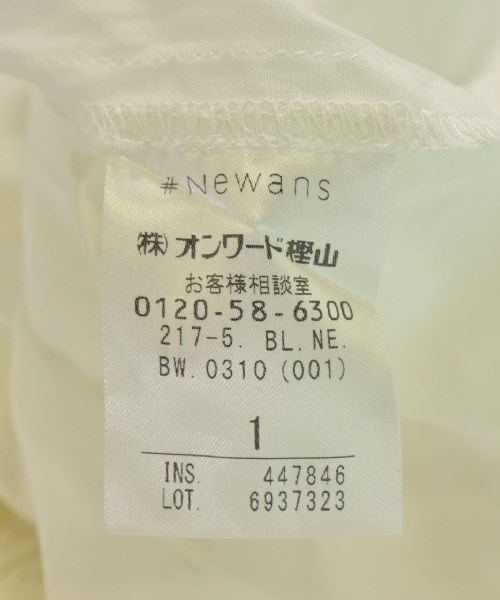 #Newans
(株)オンワード樫山
お客様相談室
0120-58-6300
217-5. BL.NE.
BW.0310 (001)
1
INS. 447846
LOT. 6937323